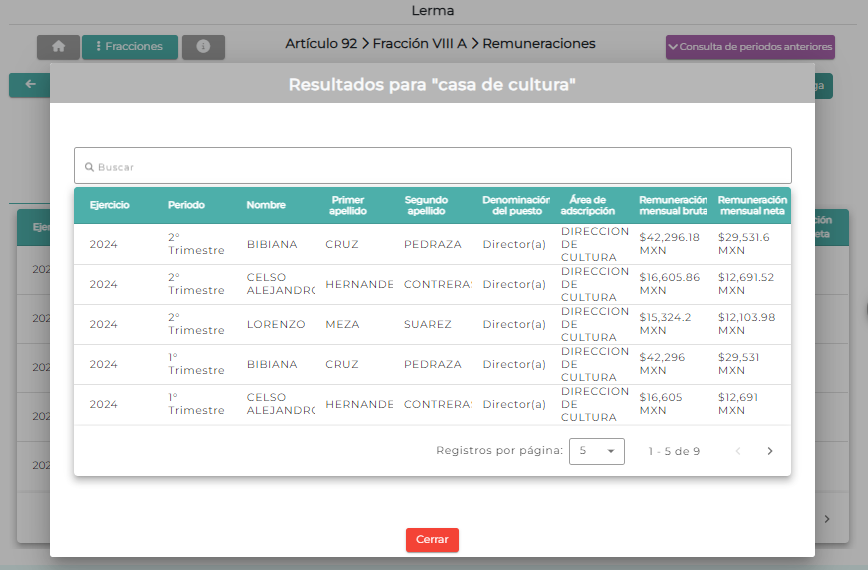 Lerma
Fracciones
Artículo 92 > Fracción VIII A > Remuneraciones
Consulta de periodos anteriores
Resultados para "casa de cultura"
Buscar
Ejercicio Periodo Nombre Primer apellido Segundo apellido Denominación del puesto Área de adscripción Remuneración mensual bruta Remuneración mensual neta
2024 2° Trimestre BIBIANA CRUZ PEDRAZA Director(a) DIRECCION DE CULTURA $42,296.18 MXN $29,531.6 MXN
2024 2° Trimestre CELSO ALEJANDRO HERNANDE CONTRERA Director(a) DIRECCION DE CULTURA $16,605.86 MXN $12,691.52 MXN
2024 2° Trimestre LORENZO MEZA SUAREZ Director(a) DIRECCION DE CULTURA $15,324.2 MXN $12,103.98 MXN
2024 1° Trimestre BIBIANA CRUZ PEDRAZA Director(a) DIRECCION DE CULTURA $42,296 MXN $29,531 MXN
2024 1° Trimestre CELSO ALEJANDRO HERNANDE CONTRERA Director(a) DIRECCION DE CULTURA $16,605 MXN $12,691 MXN
Registros por página: 5 1 - 5 de 9
Cerrar